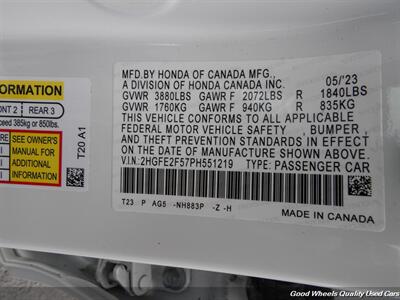 FORMATION
NT 2 REAR 3
exceed 385kg or 850lbs.
SEE OWNER'S
MANUAL FOR
ADDITIONAL
INFORMATION
T20 A1
MFD.BY HONDA OF CANADA MFG., 05/'23
A DIVISION OF HONDA CANADA INC.
GVWR 3880LBS GAWR F 2072LBS R 1840LBS
GVWR 1760KG GAWR F 940KG R 835KG
THIS VEHICLE CONFORMS TO ALL APPLICABLE
FEDERAL MOTOR VEHICLE SAFETY , BUMPER ,
AND THEFT PREVENTION STANDARDS IN EFFECT
ON THE DATE OF MANUFACTURE SHOWN ABOVE.
V.I.N: 2HGFE2F57PH551219 TYPE: PASSENGER CAR
T23 P AG5 -NH883P -Z -H
MADE IN CANADA
Good Wheels Quality Used Cars